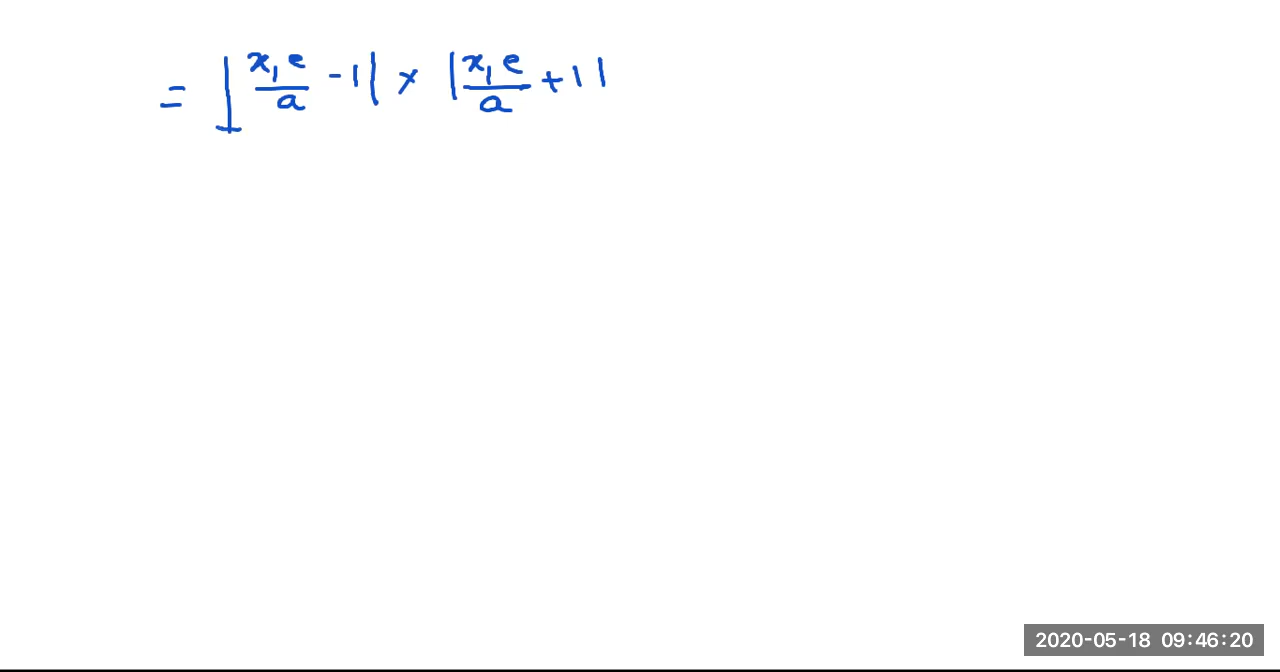 = | x₁e/a - 1 | × | x₁e/a + 1 |
2020-05-18 09:46:20